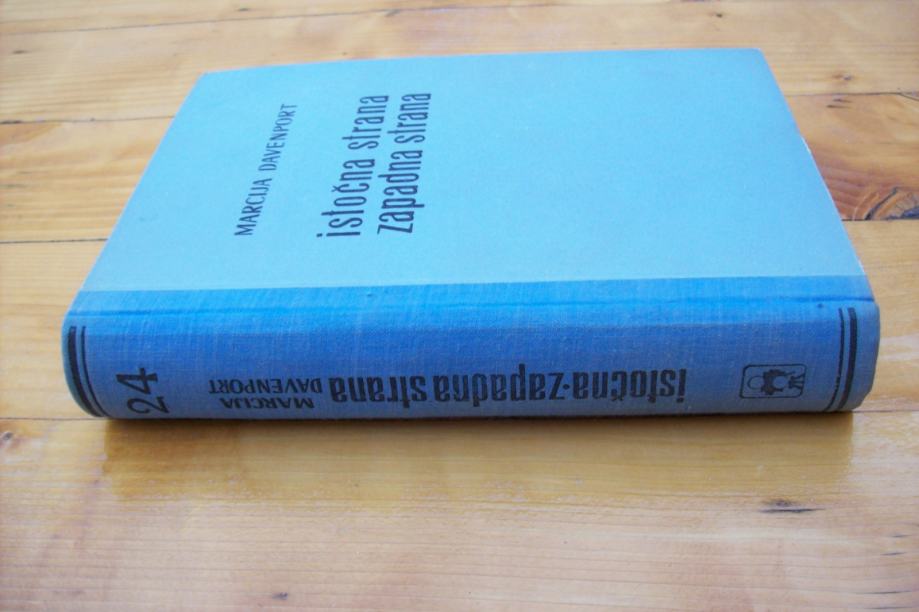 MARCIJA DAVENPORT
istočna strana
zapadna strana
24
MARCIJA
DAVENPORT
istočna-zapadna strana